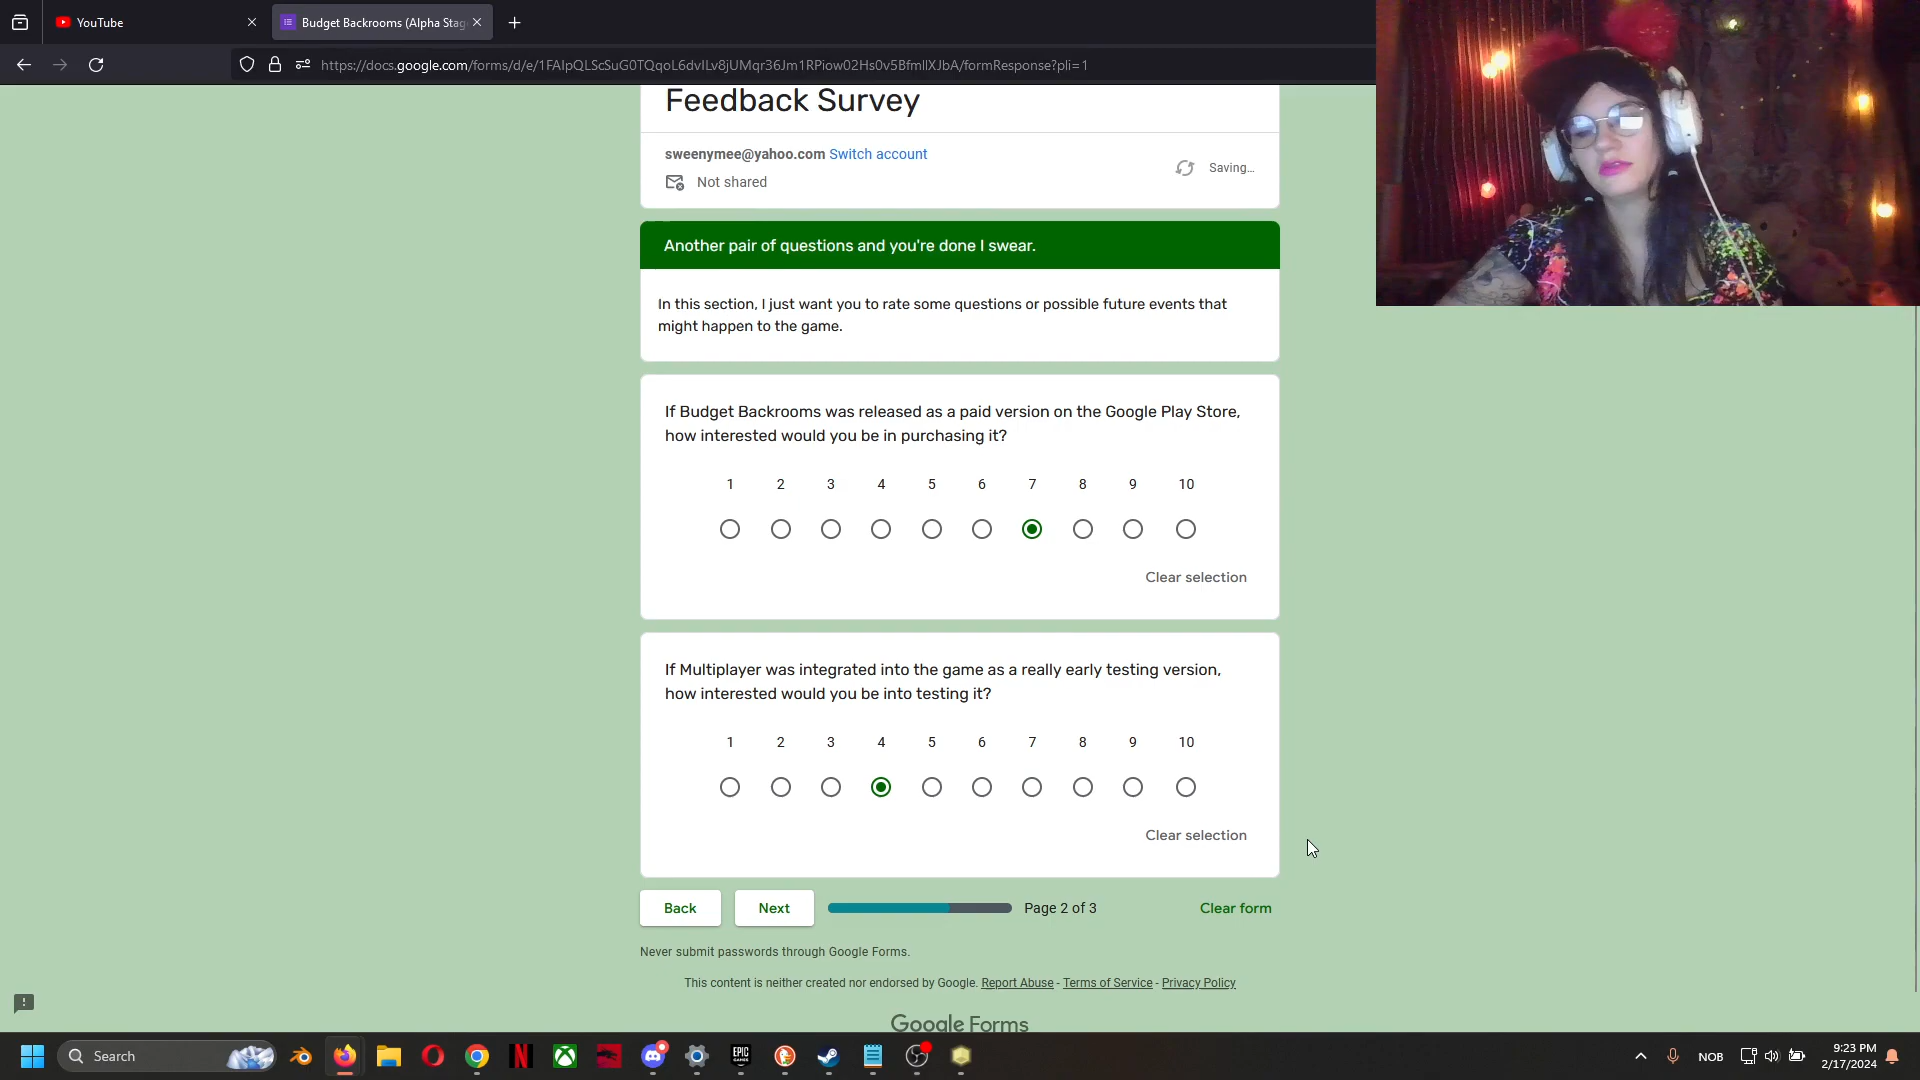 YouTube
Budget Backrooms (Alpha Stag
https://docs.google.com/forms/d/e/1FAIpQLScSuG0TQqoL6dvILv8jUMqr36Jm1RPiow02Hs0v5BfmllXJbA/formResponse?pli=1
Feedback Survey
sweenymee@yahoo.com Switch account
Not shared
Saving...
Another pair of questions and you're done I swear.
In this section, I just want you to rate some questions or possible future events that
might happen to the game.
If Budget Backrooms was released as a paid version on the Google Play Store,
how interested would you be in purchasing it?
1 2 3 4 5 6 7 8 9 10
Clear selection
If Multiplayer was integrated into the game as a really early testing version,
how interested would you be into testing it?
1 2 3 4 5 6 7 8 9 10
Clear selection
Back
Next
Page 2 of 3
Clear form
Never submit passwords through Google Forms.
This content is neither created nor endorsed by Google. Report Abuse - Terms of Service - Privacy Policy
Google Forms
Search
N
EPIC
GAMES
NOB
9:23 PM
2/17/2024